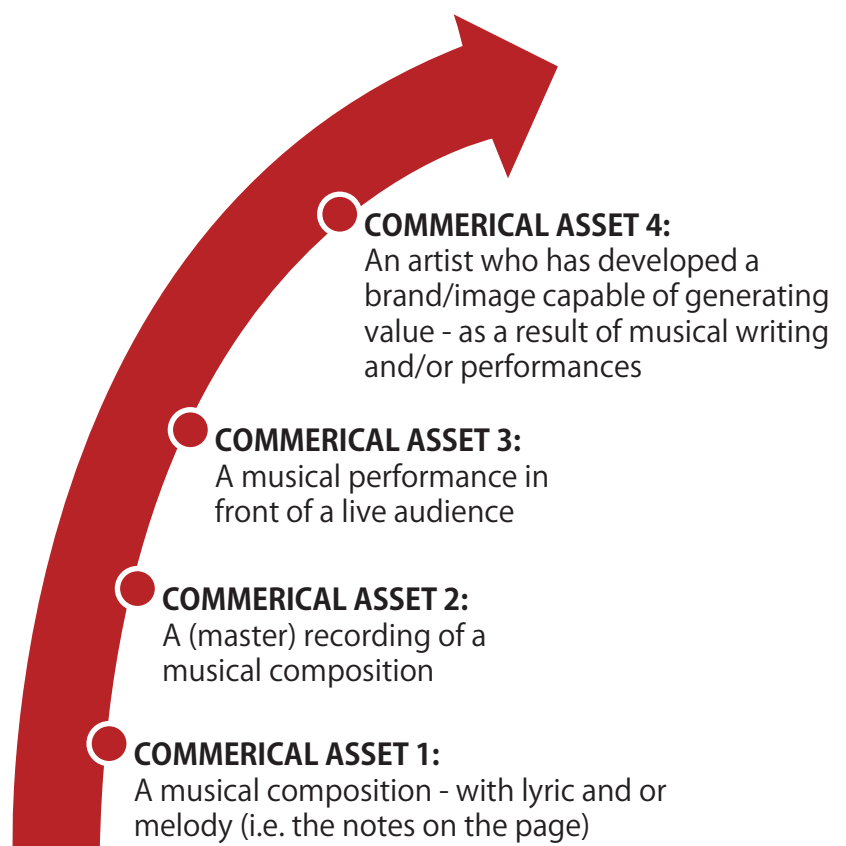 COMMERICAL ASSET 4:
An artist who has developed a
brand/image capable of generating
value - as a result of musical writing
and/or performances
COMMERICAL ASSET 3:
A musical performance in
front of a live audience
COMMERICAL ASSET 2:
A (master) recording of a
musical composition
COMMERICAL ASSET 1:
A musical composition - with lyric and or
melody (i.e. the notes on the page)